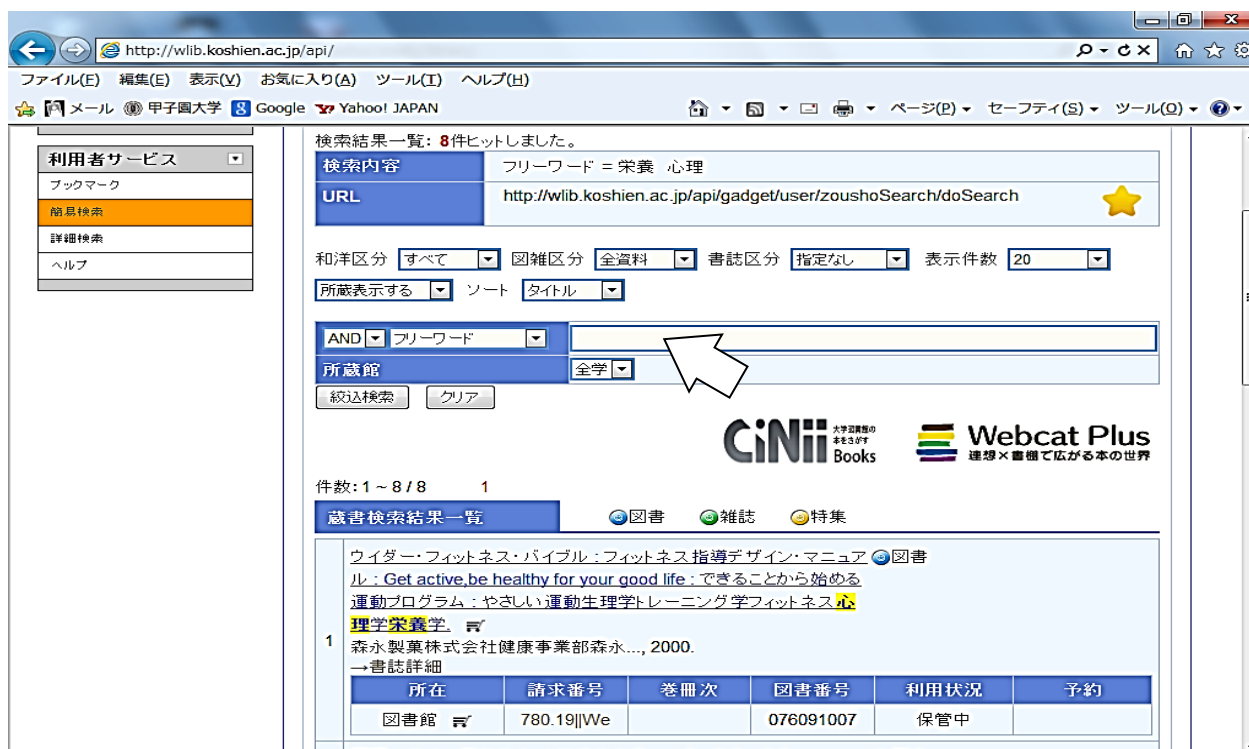 http://wlib.koshien.ac.jp/api/
ファイル(F) 編集(E) 表示(V) お気に入り(A) ツール(T) ヘルプ(H)
メール 甲子園大学 Google Yahoo! JAPAN ページ(P) セーフティ(S) ツール(O)
利用者サービス
ブックマーク
簡易検索
詳細検索
ヘルプ
検索結果一覧: 8件ヒットしました。
検索内容 フリーワード = 栄養 心理
URL http://wlib.koshien.ac.jp/api/gadget/user/zoushoSearch/doSearch
和洋区分 すべて 図雑区分 全資料 書誌区分 指定なし 表示件数 20
所蔵表示する ソート タイトル
AND フリーワード
所蔵館 全学
絞込検索 クリア
CiNii Books 大学図書館の本をさがす
Webcat Plus
連想×書棚で広がる本の世界
件数:1~8/8 1
蔵書検索結果一覧 図書 雑誌 特集
ウイダー・フィットネス・バイブル : フィットネス指導デザイン・マニュア 図書
ル : Get active,be healthy for your good life : できることから始める
運動プログラム : やさしい運動生理学トレーニング学フィットネス心
理学栄養学.
1
森永製菓株式会社健康事業部森永..., 2000.
→書誌詳細
所在 請求番号 巻冊次 図書番号 利用状況 予約
図書館 780.19||We 076091007 保管中